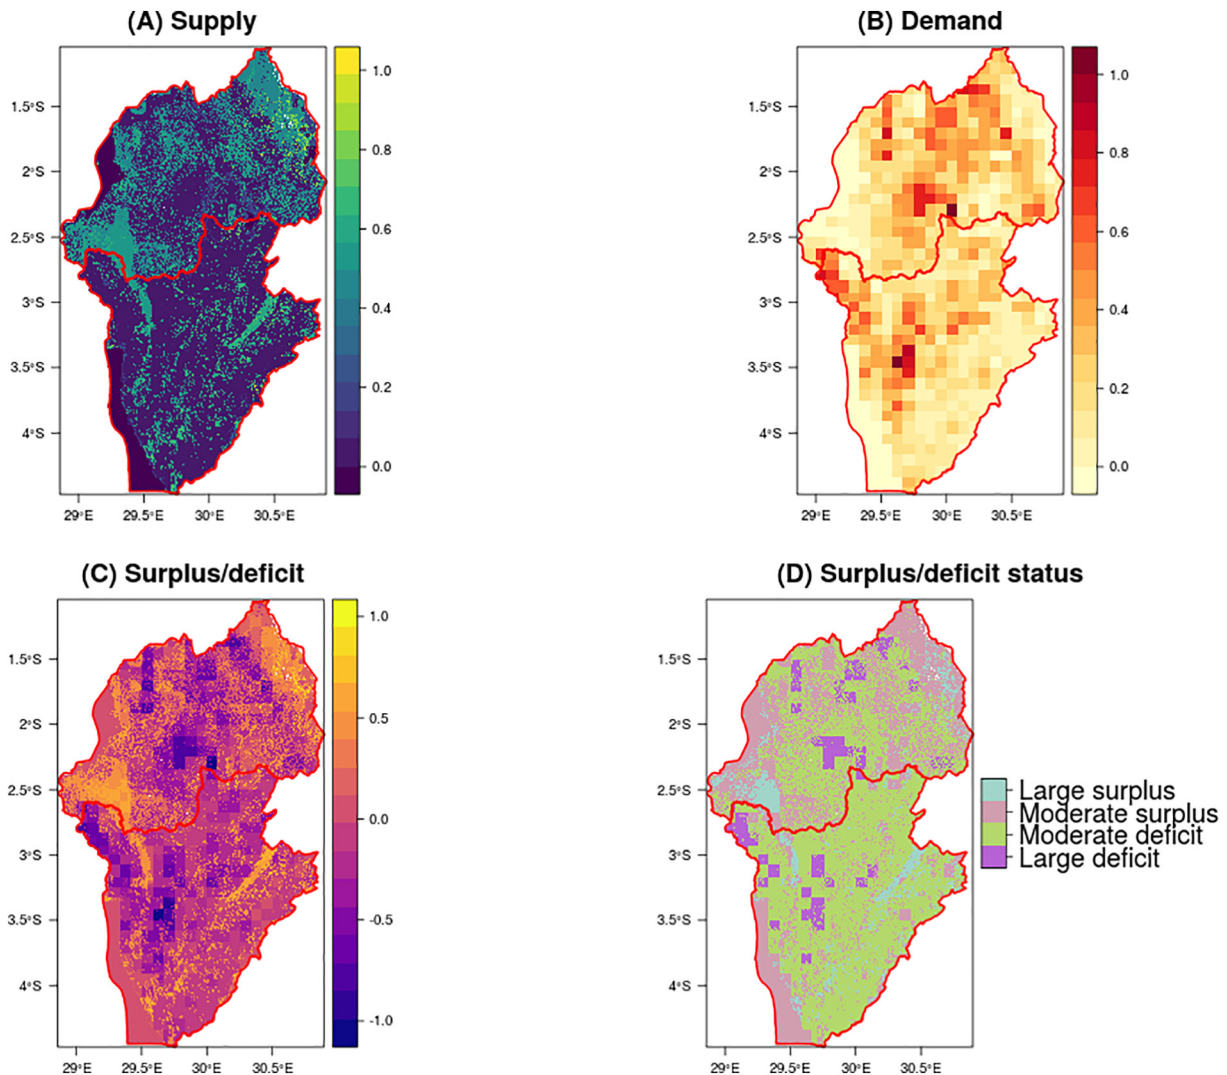 (A) Supply
1.5°S
2°S
2.5°S
3°S
3.5°S
4°S
29°E 29.5°E 30°E 30.5°E
1.0
0.8
0.6
0.4
0.2
0.0
(B) Demand
1.5°S
2°S
2.5°S
3°S
3.5°S
4°S
29°E 29.5°E 30°E 30.5°E
1.0
0.8
0.6
0.4
0.2
0.0
(C) Surplus/deficit
1.5°S
2°S
2.5°S
3°S
3.5°S
4°S
29°E 29.5°E 30°E 30.5°E
1.0
0.5
0.0
-0.5
-1.0
(D) Surplus/deficit status
1.5°S
2°S
2.5°S
3°S
3.5°S
4°S
29°E 29.5°E 30°E 30.5°E
Large surplus
Moderate surplus
Moderate deficit
Large deficit